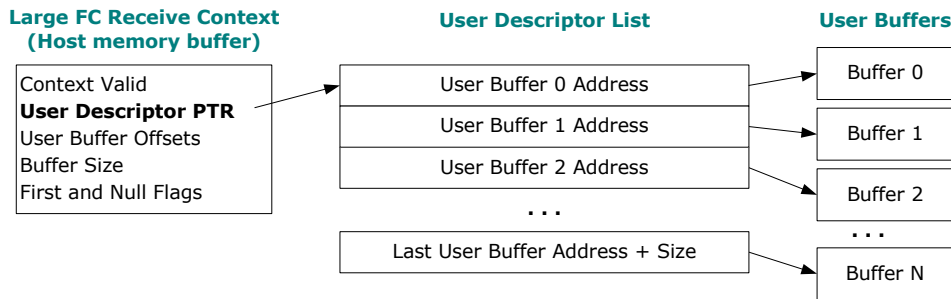 Large FC Receive Context
(Host memory buffer)
User Descriptor List
User Buffers
Context Valid
User Descriptor PTR
User Buffer Offsets
Buffer Size
First and Null Flags
User Buffer 0 Address
User Buffer 1 Address
User Buffer 2 Address
. . .
Last User Buffer Address + Size
Buffer 0
Buffer 1
Buffer 2
. . .
Buffer N